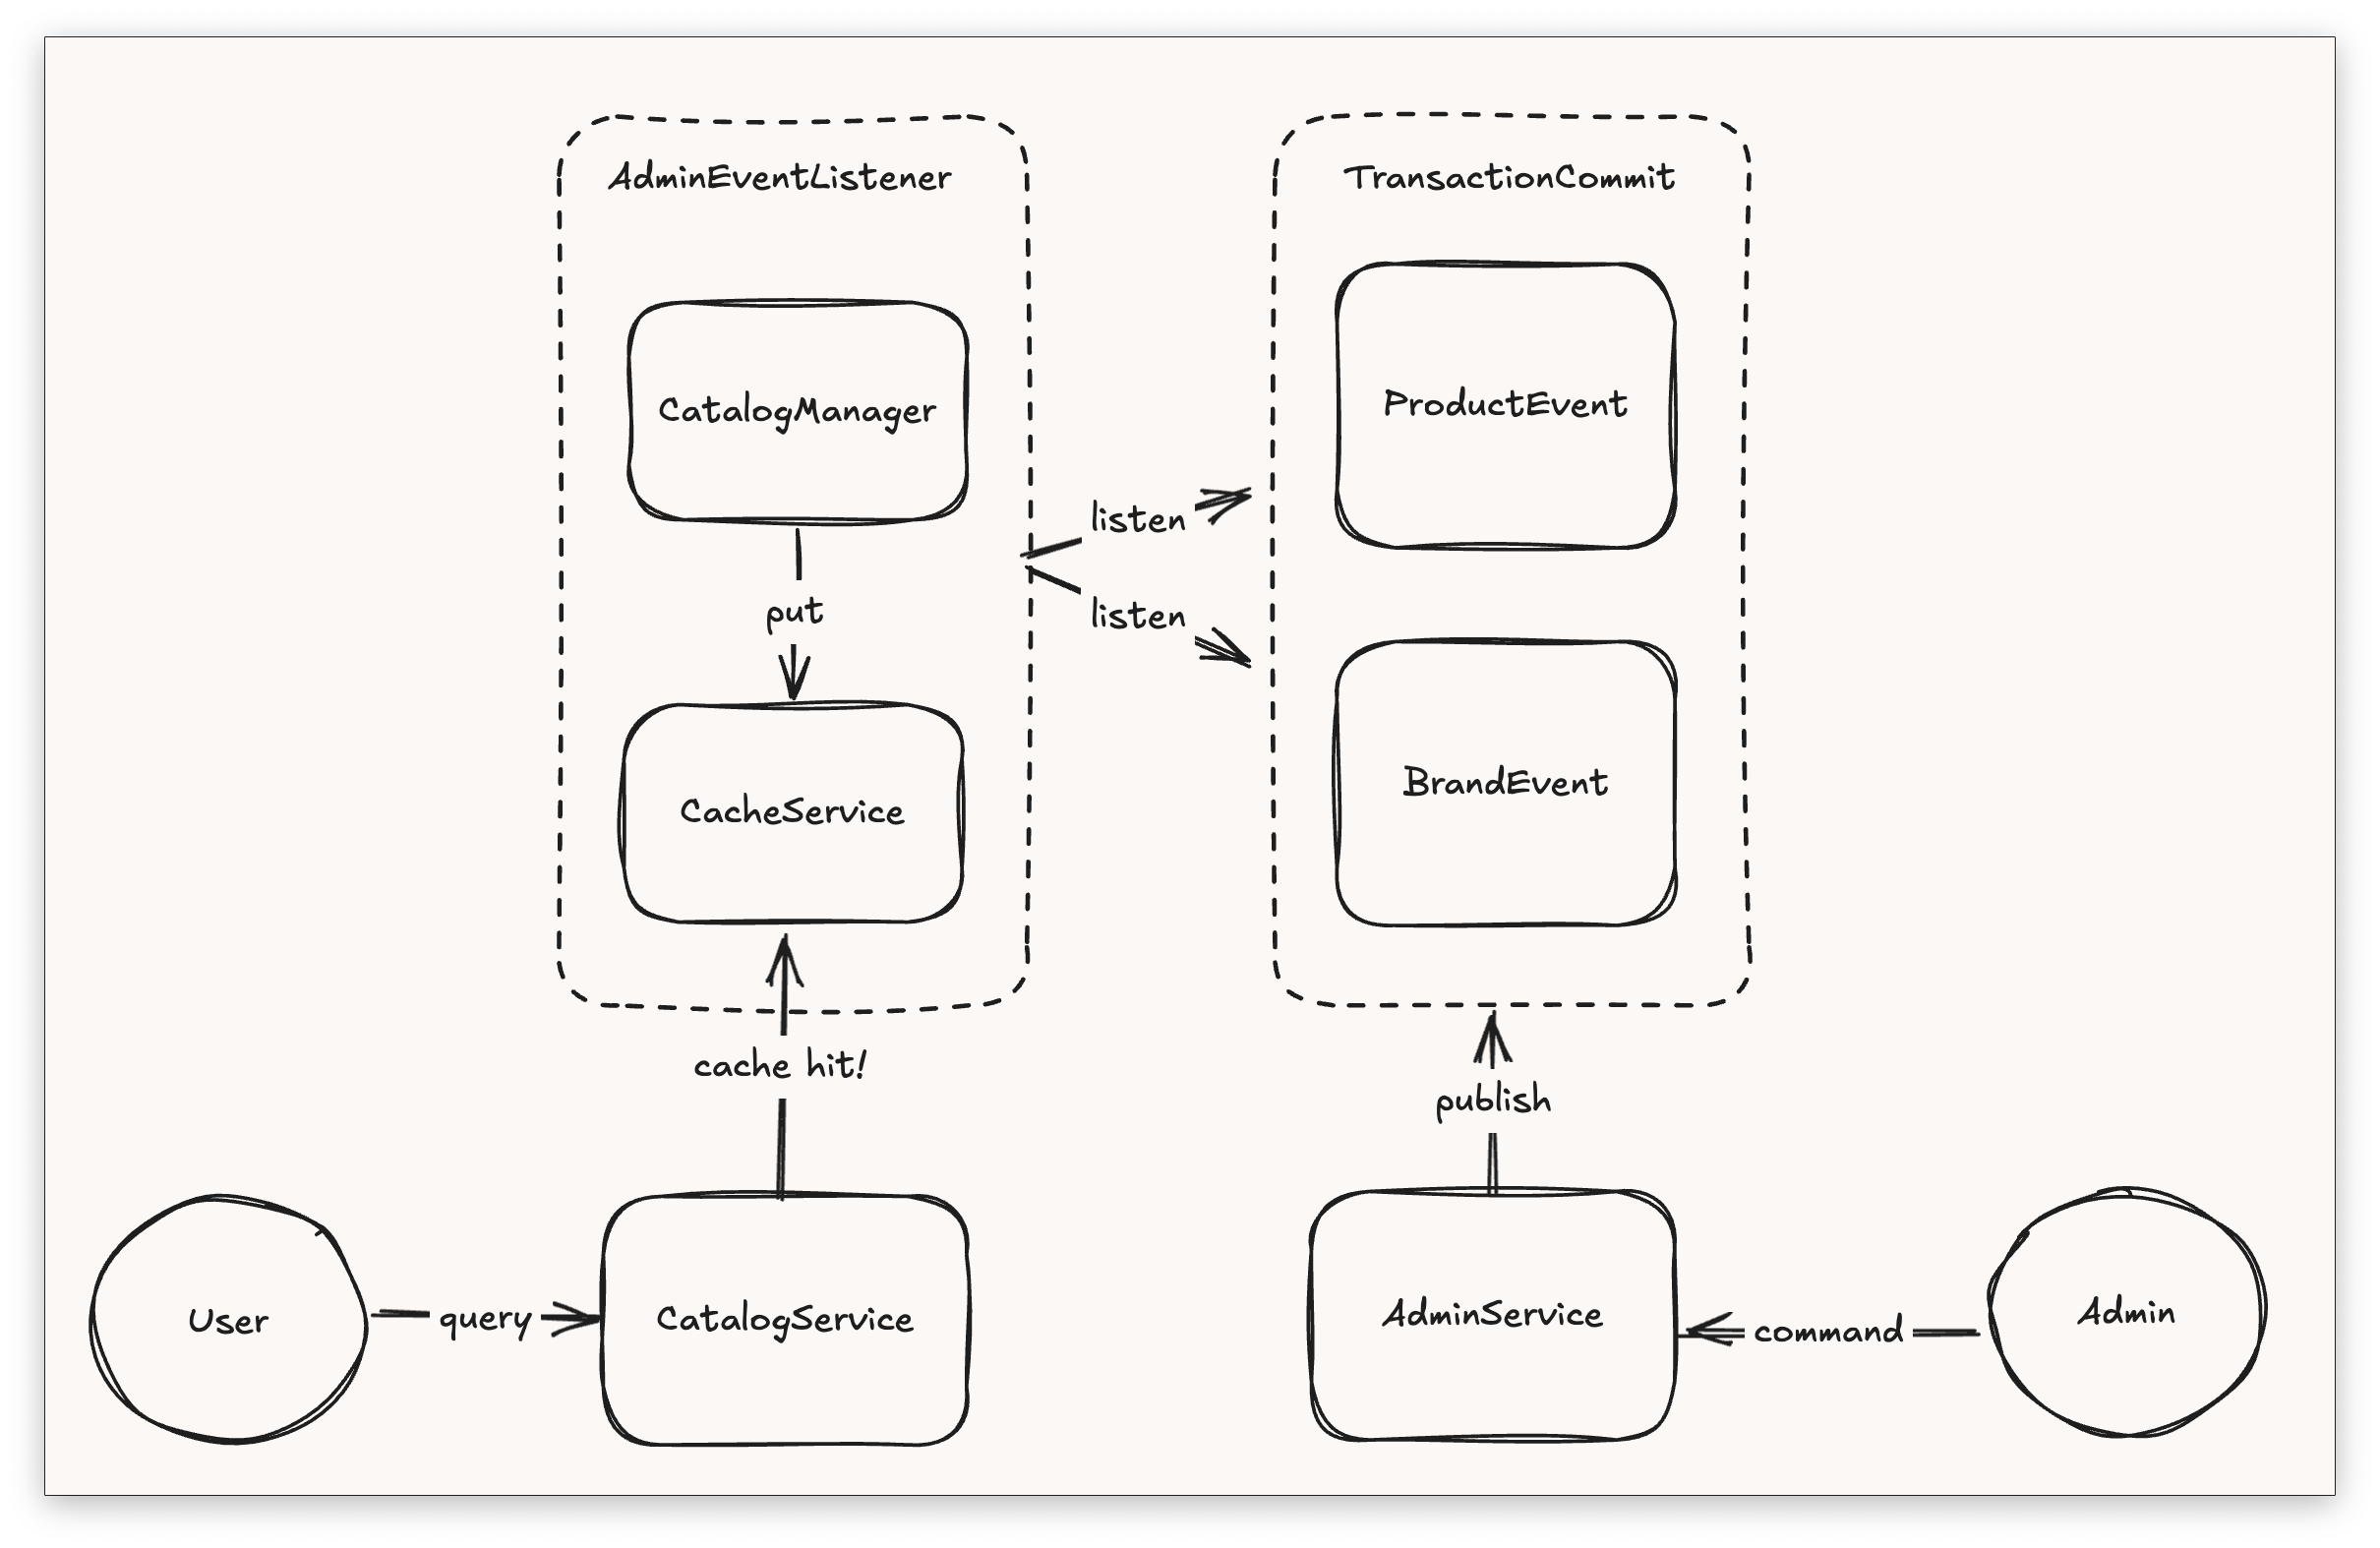 AdminEventListener
TransactionCommit
CatalogManager
ProductEvent
listen
put
listen
CacheService
BrandEvent
cache hit!
publish
User
query
CatalogService
AdminService
command
Admin